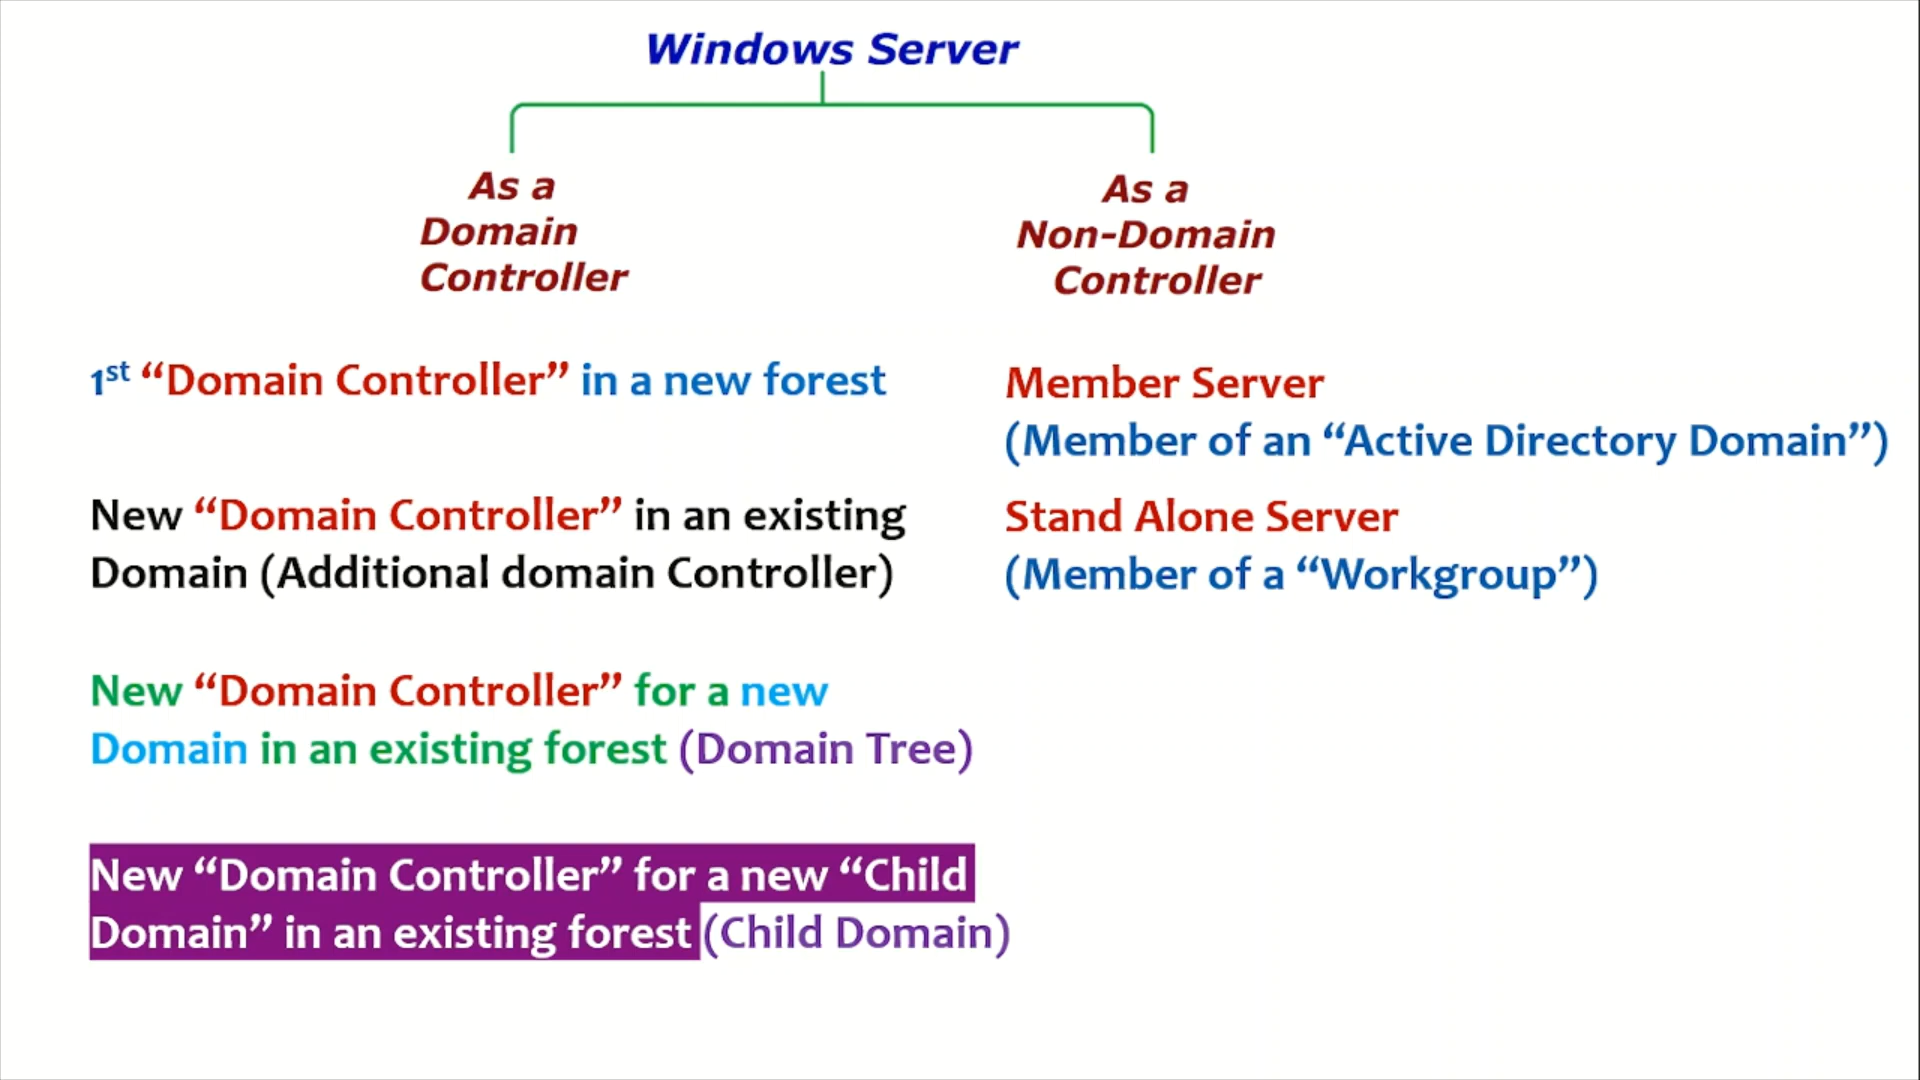 Windows Server
As a
Domain
Controller
As a
Non-Domain
Controller
1st “Domain Controller” in a new forest
New “Domain Controller” in an existing
Domain (Additional domain Controller)
New “Domain Controller” for a new
Domain in an existing forest (Domain Tree)
New “Domain Controller” for a new “Child
Domain” in an existing forest (Child Domain)
Member Server
(Member of an “Active Directory Domain”)
Stand Alone Server
(Member of a “Workgroup”)